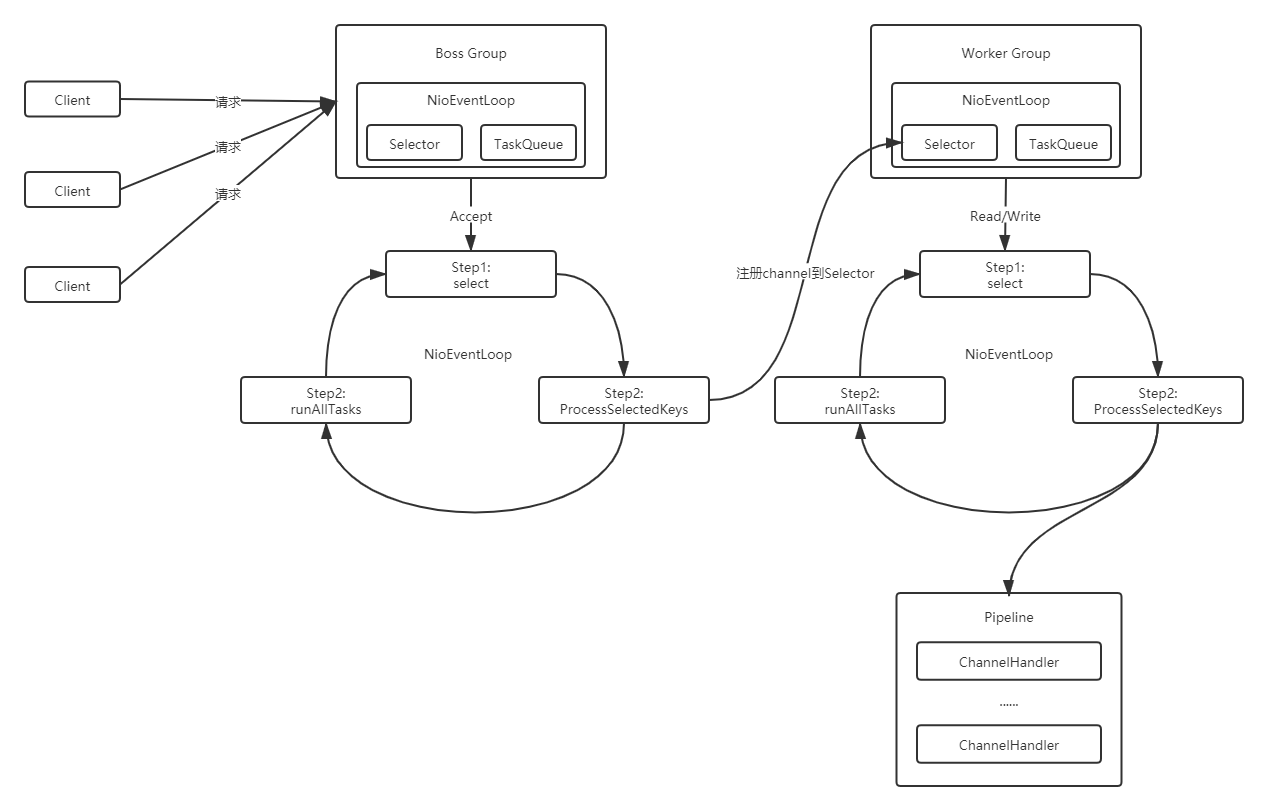 Boss Group
NioEventLoop
Selector
TaskQueue
Worker Group
NioEventLoop
Selector
TaskQueue
Client
请求
Client
请求
Client
请求
Accept
Step1:
select
NioEventLoop
Step2:
runAllTasks
Step2:
ProcessSelectedKeys
注册channel到Selector
Read/Write
Step1:
select
NioEventLoop
Step2:
runAllTasks
Step2:
ProcessSelectedKeys
Pipeline
ChannelHandler
......
ChannelHandler